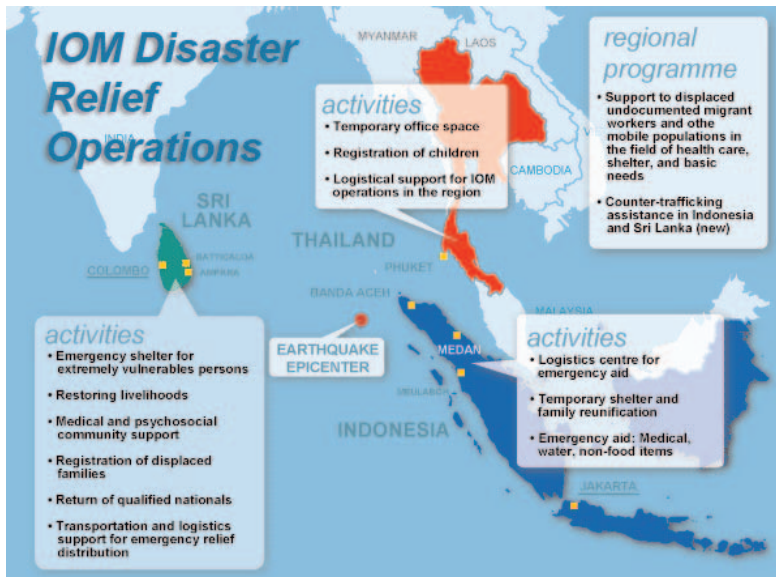 IOM Disaster
Relief
Operations
MYANMAR
LAOS
INDIA
CAMBODIA
regional
programme
• Support to displaced
undocumented migrant
workers and othe
mobile populations in
the field of health care,
shelter, and basic
needs
• Counter-trafficking
assistance in Indonesia
and Sri Lanka (new)
activities
• Temporary office space
• Registration of children
• Logistical support for IOM
operations in the region
SRI
LANKA
THAILAND
BATTICALOA
COLOMBO
AMPARA
PHUKET
BANDA ACEH
MALAYSIA
EARTHQUAKE
EPICENTER
MEDAN
MEULABOH
INDONESIA
JAKARTA
activities
• Emergency shelter for
extremely vulnerables persons
• Restoring livelihoods
• Medical and psychosocial
community support
• Registration of displaced
families
• Return of qualified nationals
• Transportation and logistics
support for emergency relief
distribution
activities
• Logistics centre for
emergency aid
• Temporary shelter and
family reunification
• Emergency aid: Medical,
water, non-food items